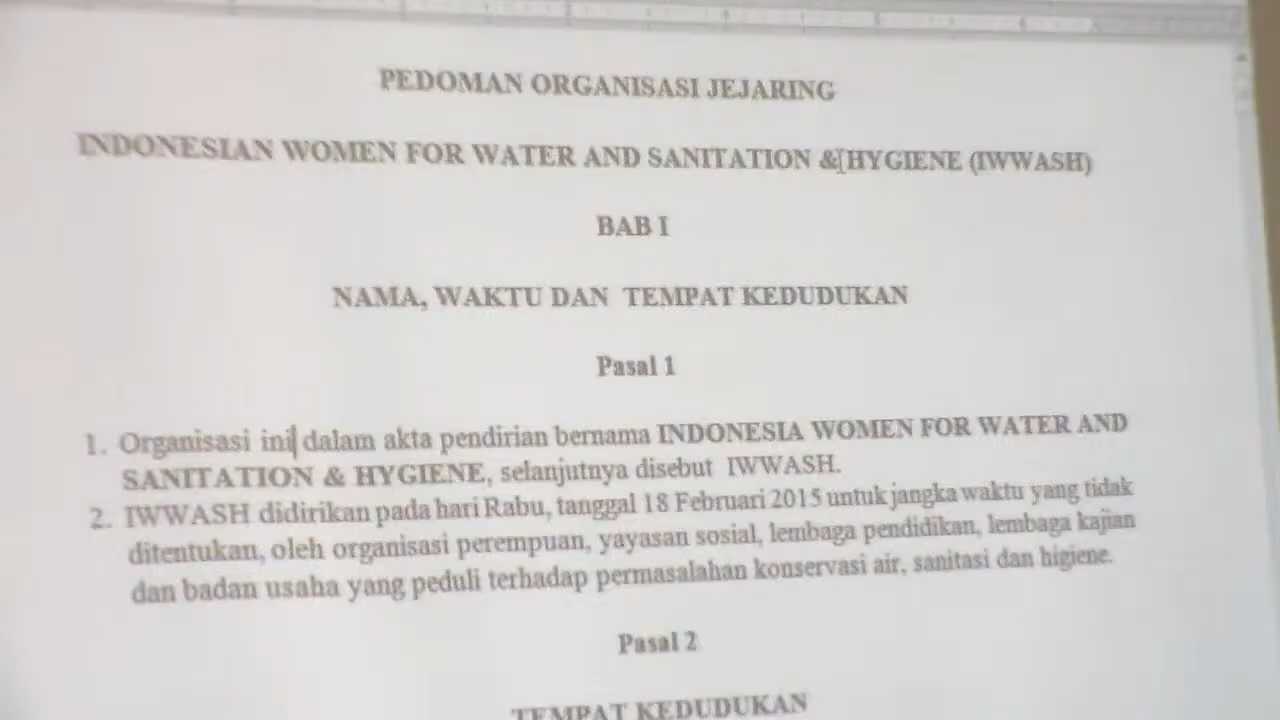 PEDOMAN ORGANISASI JEJARING
INDONESIAN WOMEN FOR WATER AND SANITATION & HYGIENE (IWWASH)
BAB I
NAMA, WAKTU DAN TEMPAT KEDUDUKAN
Pasal 1
1. Organisasi ini dalam akta pendirian bernama INDONESIA WOMEN FOR WATER AND
SANITATION & HYGIENE, selanjutnya disebut IWWASH.
2. IWWASH didirikan pada hari Rabu, tanggal 18 Februari 2015 untuk jangka waktu yang tidak
ditentukan, oleh organisasi perempuan, yayasan sosial, lembaga pendidikan, lembaga kajian
dan badan usaha yang peduli terhadap permasalahan konservasi air, sanitasi dan higiene.
Pasal 2
TEMPAT KEDUDUKAN